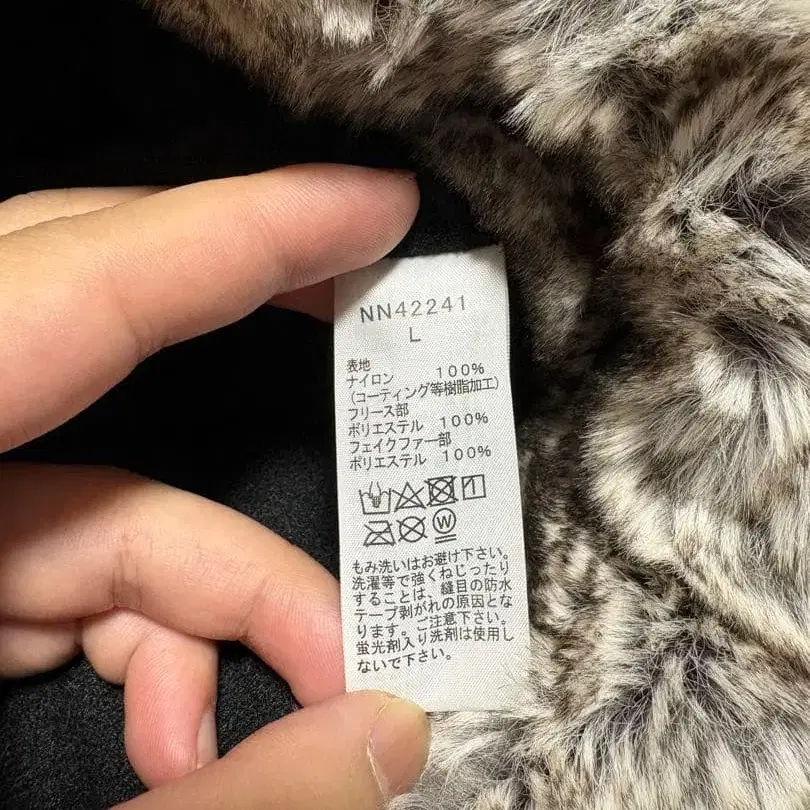 NN42241
L
表地
ナイロン 100%
(コーティング等樹脂加工)
フリース部
ポリエステル 100%
フェイクファー部
ポリエステル 100%
W
もみ洗いはお避け下さい。
洗濯等で強くねじったり
することは、縫目の防水
テープ剥がれの原因とな
ります。ご注意下さい。
蛍光剤入り洗剤は使用し
ないで下さい。